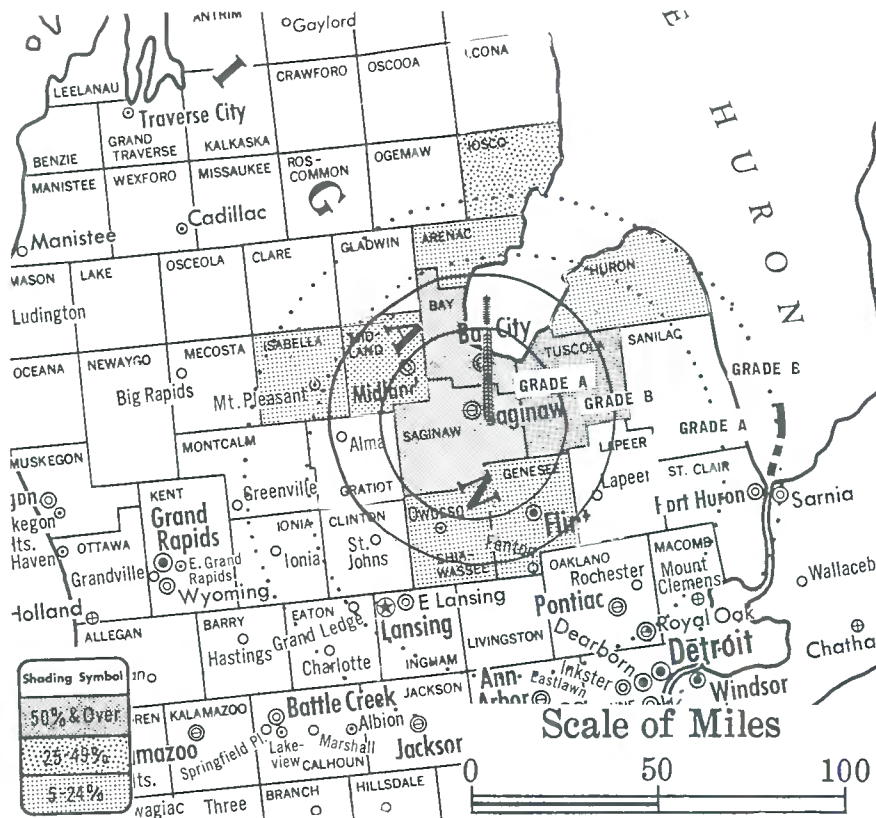 ANTRIM
Gaylord
E
LEELANAU
CRAWFORD
OSCODA
I
Traverse City
HURON
BENZIE
GRAND TRAVERSE
KALKASKA
MANISTEE
WEXFORD
MISSAUKEE
ROS-COMMON
OGEMAW
IOSCO
G
Cadillac
Manistee
GLADWIN
ARENAC
MASON
LAKE
OSCEOLA
CLARE
HURON
Ludington
BAY
Bay City
OCEANA
NEWAYGO
MECOSTA
ISABELLA
MID-LAND
TUSCOLA
SANILAC
Big Rapids
Mt. Pleasant
Midland
GRADE A
GRADE B
GRADE B
GRADE A
Saginaw
SAGINAW
Alma
MONTCALM
LAPEER
MUSKEGON
KENT
Greenville
GRATIOT
N
GENESEE
Lapeer
ST. CLAIR
Port Huron
Sarnia
Grand Rapids
IONIA
CLINTON
Owosso
Flint
OTTAWA
E. Grand Rapids
Ionia
St. Johns
SHIA-WASSEE
Fenton
OAKLAND
MACOMB
Haven
Grandville
Wyoming
Rochester
Mount Clemens
Wallaceb
Holland
BARRY
EATON
Grand Ledge
E Lansing
Lansing
Pontiac
Royal Oak
ALLEGAN
Hastings
Charlotte
INGHAM
LIVINGSTON
Dearborn
Detroit
Chatha
Inkster
Eastlawn
Windsor
Ann-Arbor
Shading Symbol
50% & Over
25-49%
5-24%
REN
KALAMAZOO
Battle Creek
JACKSON
mazoo
Springfield Pl.
Lake-view
Marshall
Albion
Jackson
CALHOUN
wagiac
Three
BRANCH
HILLSDALE
Scale of Miles
0 50 100